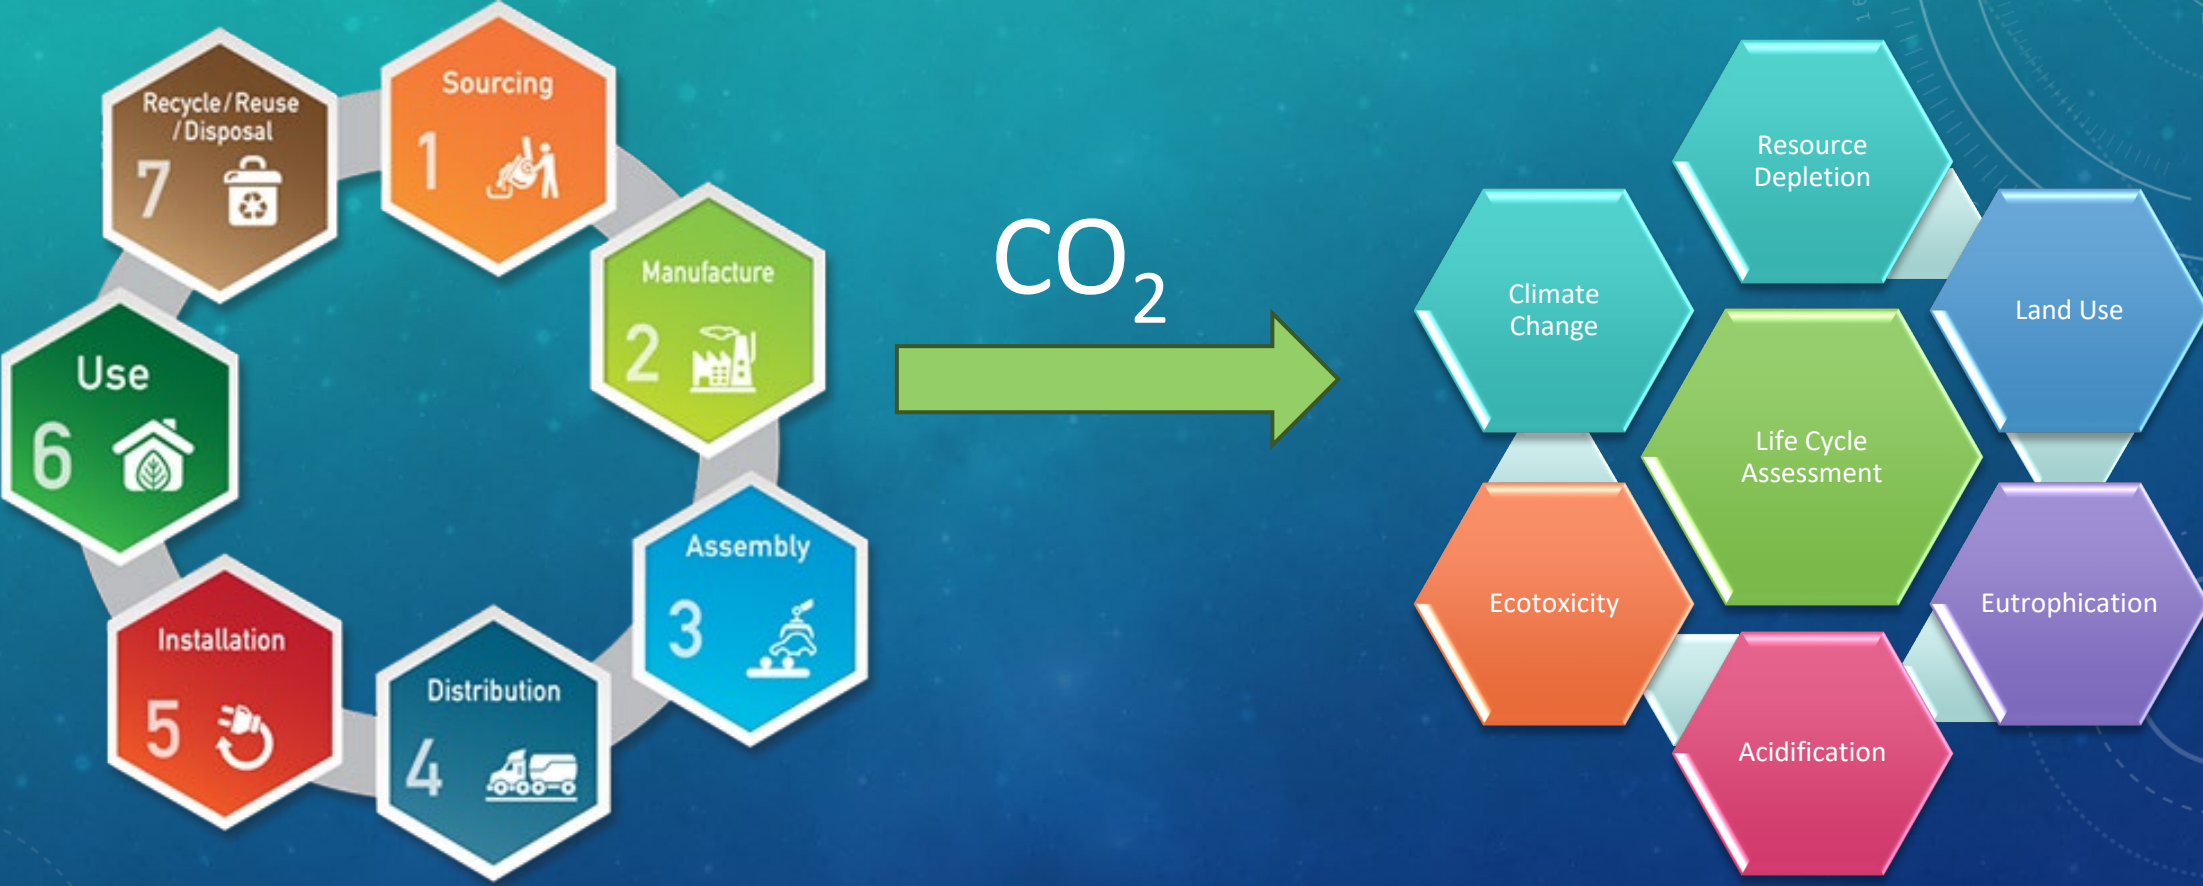 Sourcing
1
Manufacture
2
Assembly
3
Distribution
4
Installation
5
Use
6
Recycle/Reuse
/Disposal
7
CO₂
Resource
Depletion
Land Use
Eutrophication
Acidification
Ecotoxicity
Climate
Change
Life Cycle
Assessment